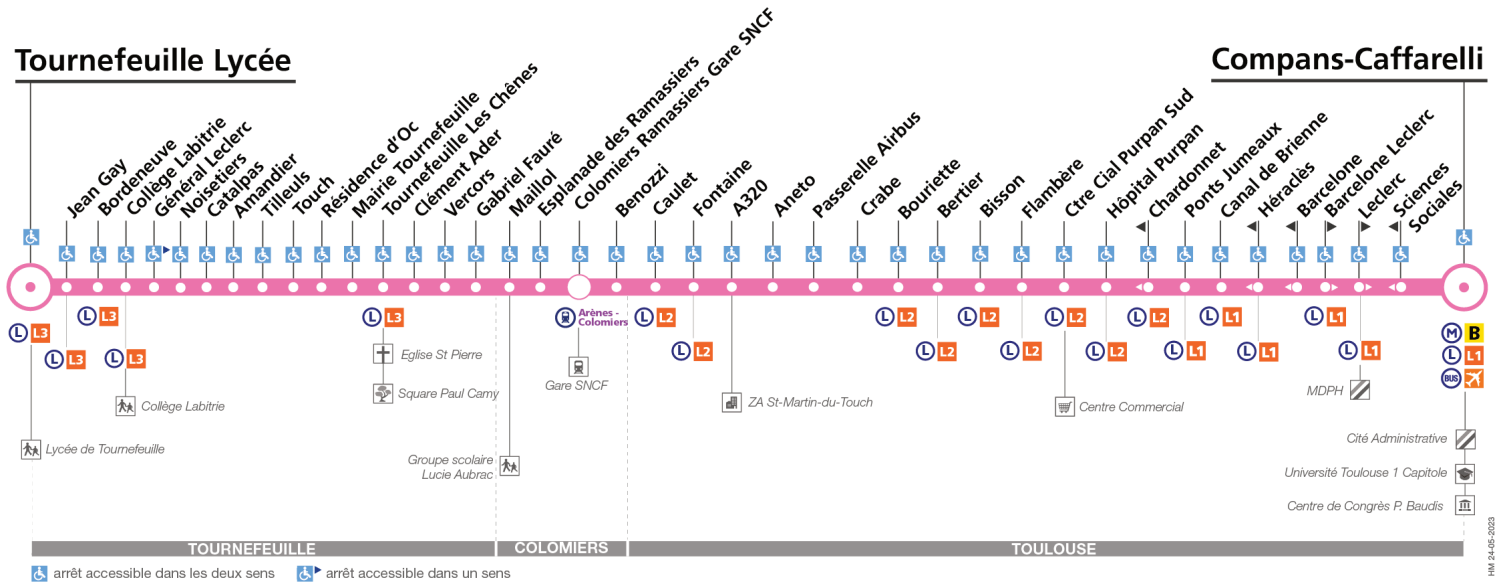 Tournefeuille Lycée
Compans-Caffarelli
Jean Gay
Bordeneuve
Collège Labitrie
Général Leclerc
Noisetiers
Catalpas
Amandier
Tilleuls
Touch
Résidence d'Oc
Mairie Tournefeuille
Tournefeuille Les Chênes
Clément Ader
Vercors
Gabriel Fauré
Maillol
Esplanade des Ramassiers
Colomiers Ramassiers Gare SNCF
Benozzi
Caulet
Fontaine
A320
Aneto
Passerelle Airbus
Crabe
Bouriette
Bertier
Bisson
Flambère
Ctre Cial Purpan Sud
Hôpital Purpan
Chardonnet
Ponts Jumeaux
Canal de Brienne
Héraclès
Barcelone
Barcelone Leclerc
Leclerc
Sciences
Sociales
L L3
L L3
L L3
L L3
L L3
Arènes -
Colomiers
L L2
L L2
L L2
L L2
L L2
L L2
L L2
L L2
L L2
L L1
L L1
L L1
L L1
L L1
M B
L L1
BUS
Eglise St Pierre
Square Paul Camy
Collège Labitrie
Lycée de Tournefeuille
Groupe scolaire
Lucie Aubrac
Gare SNCF
ZA St-Martin-du-Touch
Centre Commercial
MDPH
Cité Administrative
Université Toulouse 1 Capitole
Centre de Congrès P. Baudis
TOURNEFEUILLE
COLOMIERS
TOULOUSE
arrêt accessible dans les deux sens
arrêt accessible dans un sens
HM 24-05-2023